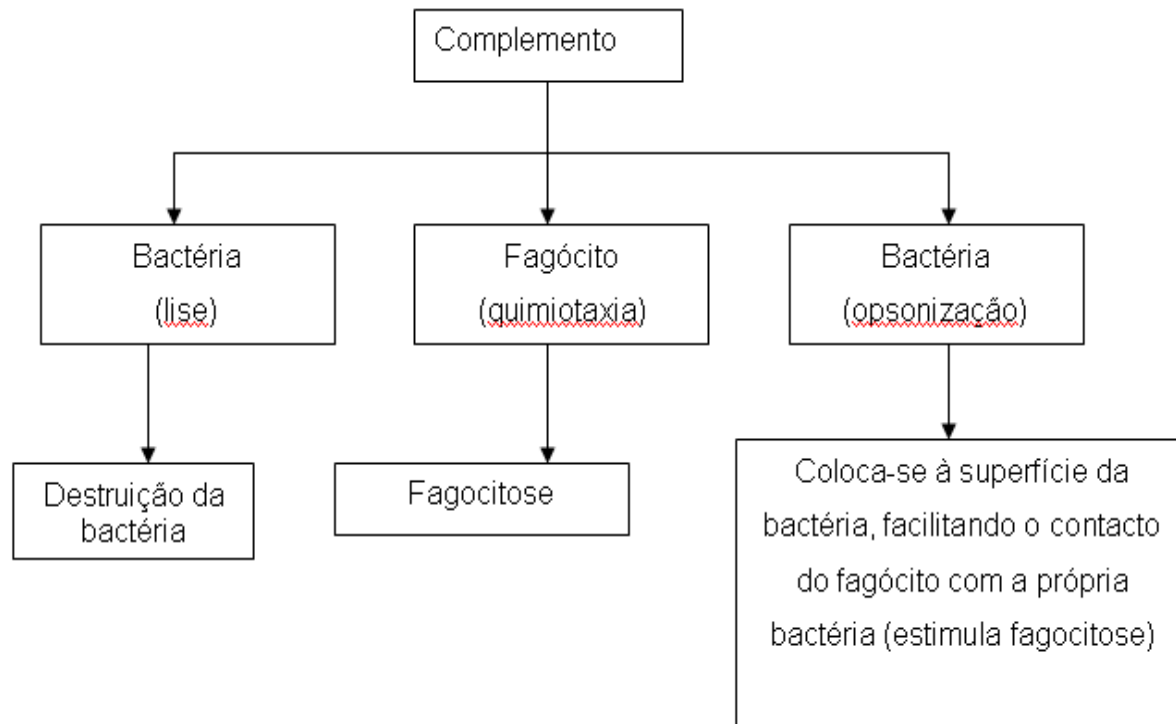 Complemento
Bactéria
(lise)
Fagócito
(quimiotaxia)
Bactéria
(opsonização)
Destruição da
bactéria
Fagocitose
Coloca-se à superfície da
bactéria, facilitando o contacto
do fagócito com a própria
bactéria (estimula fagocitose)